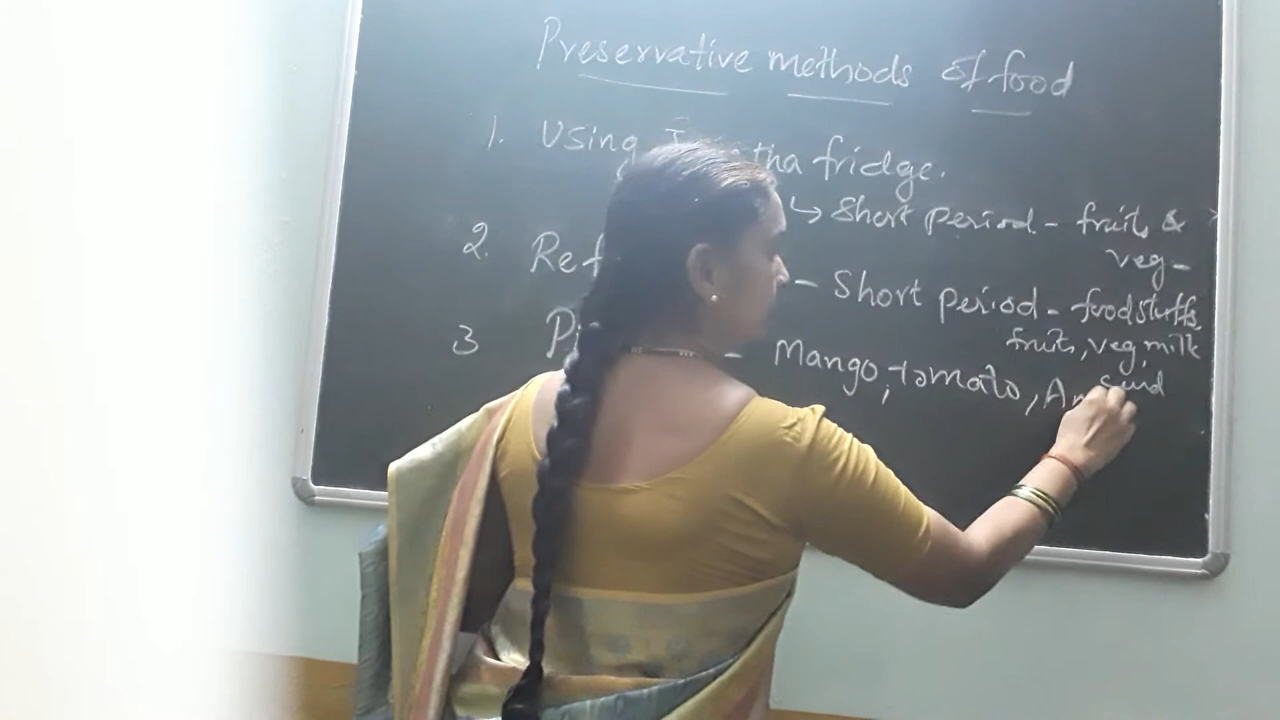 Preservative methods of food
1. Using tha fridge.
↳ Short period - fruits &
veg -
2. Ref - Short period - foodstuffs,
fruits, veg, milk
3 - Mango, tomato,